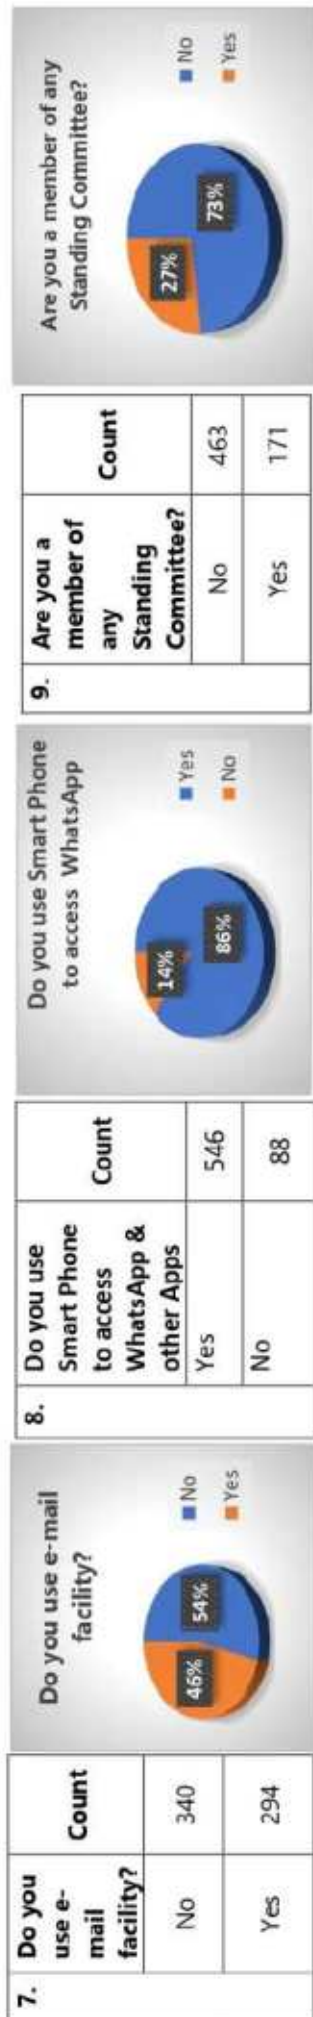 7.
Do you
use e-
mail
facility?
Count
No
340
Yes
294
Do you use e-mail
facility?
46%
54%
No
Yes
8.
Do you use
Smart Phone
to access
WhatsApp &
other Apps
Count
Yes
546
No
88
Do you use Smart Phone
to access WhatsApp
14%
86%
Yes
No
9.
Are you a
member of
any
Standing
Committee?
Count
No
463
Yes
171
Are you a member of any
Standing Committee?
27%
73%
No
Yes